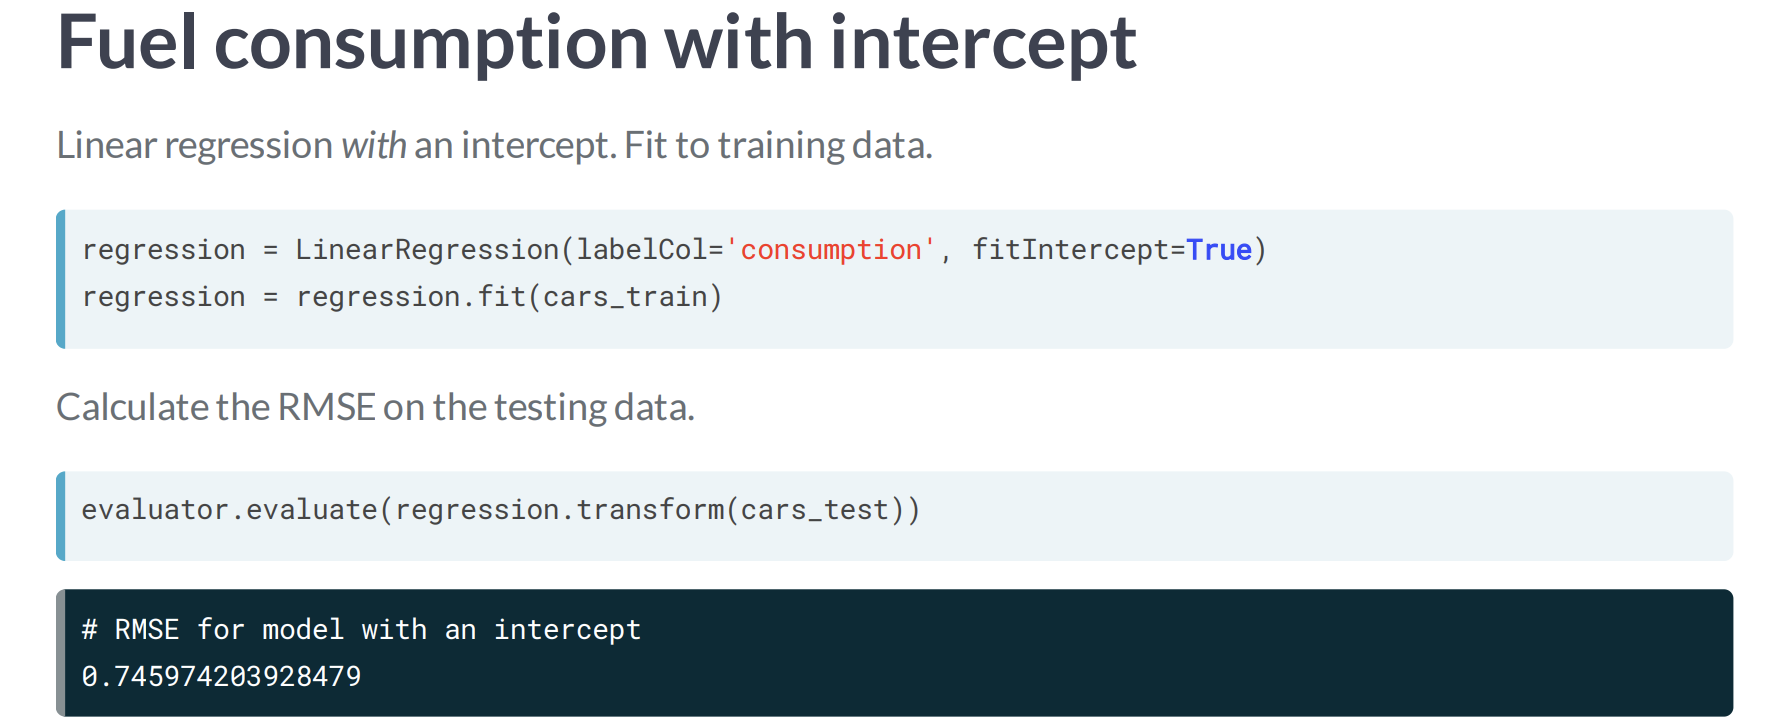 Fuel consumption with intercept
Linear regression with an intercept. Fit to training data.
regression = LinearRegression(labelCol='consumption', fitIntercept=True)
regression = regression.fit(cars_train)
Calculate the RMSE on the testing data.
evaluator.evaluate(regression.transform(cars_test))
# RMSE for model with an intercept
0.745974203928479